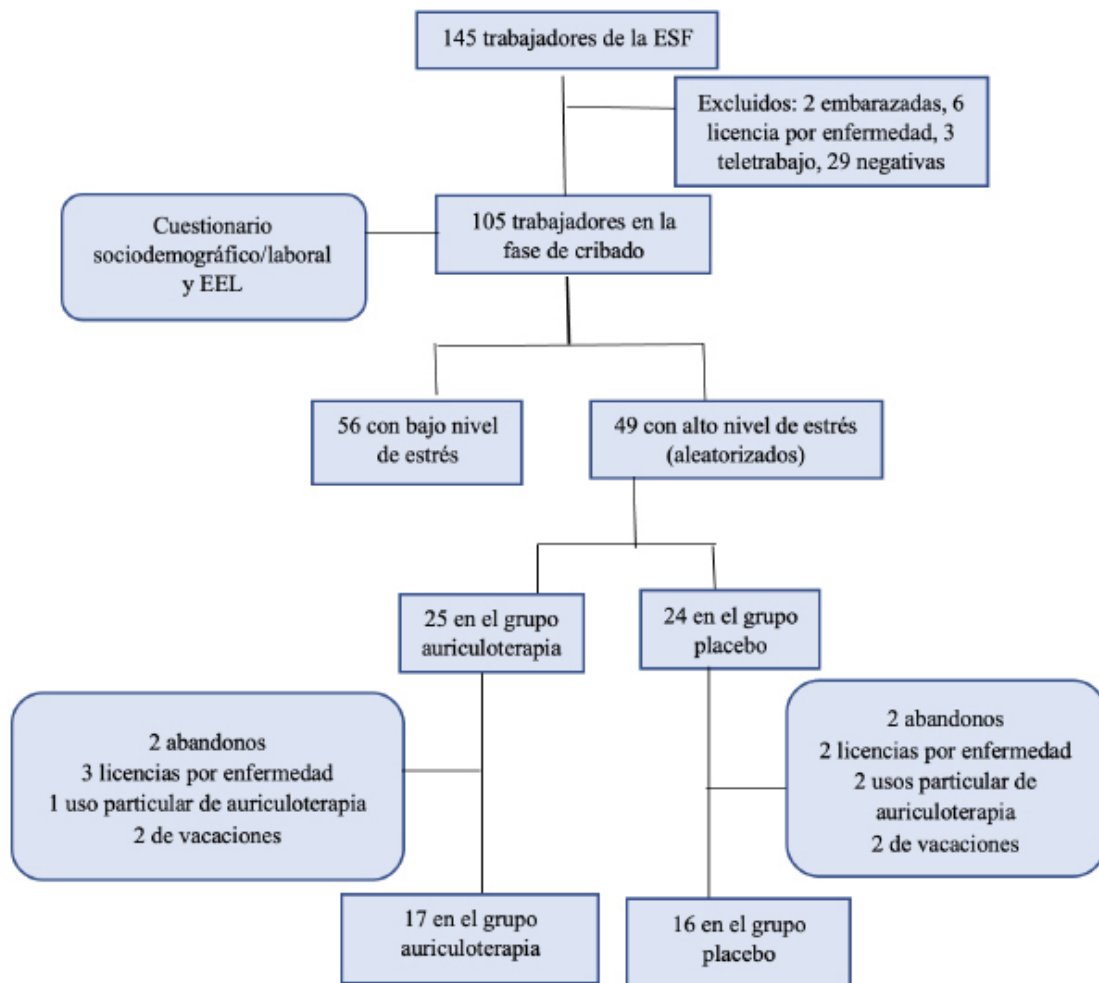 145 trabajadores de la ESF
Excluidos: 2 embarazadas, 6
licencia por enfermedad, 3
teletrabajo, 29 negativas
Cuestionario
sociodemográfico/laboral
y EEL
105 trabajadores en la
fase de cribado
56 con bajo nivel
de estrés
49 con alto nivel de estrés
(aleatorizados)
25 en el grupo
auriculoterapia
24 en el grupo
placebo
2 abandonos
3 licencias por enfermedad
1 uso particular de auriculoterapia
2 de vacaciones
2 abandonos
2 licencias por enfermedad
2 usos particular de
auriculoterapia
2 de vacaciones
17 en el grupo
auriculoterapia
16 en el grupo
placebo